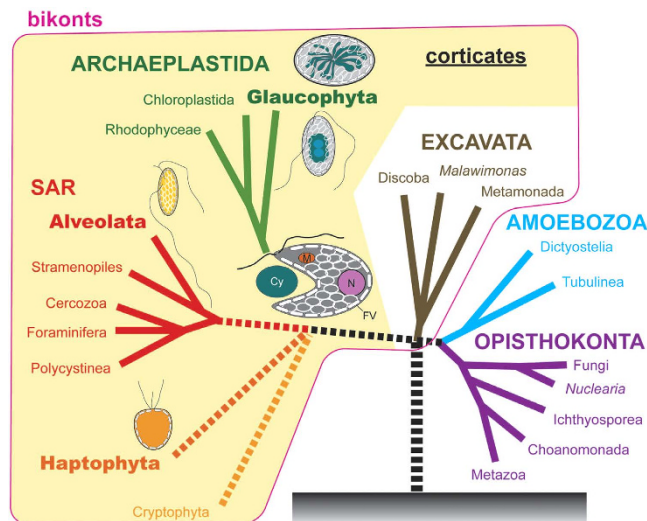 bikonts
ARCHAEPLASTIDA
corticates
Chloroplastida
Glaucophyta
Rhodophyceae
EXCAVATA
Malawimonas
Discoba
Metamonada
SAR
Alveolata
AMOEBOZOA
Dictyostelia
Stramenopiles
Tubulinea
M
Cy
N
FV
Cercozoa
Foraminifera
Polycystinea
OPISTHOKONTA
Fungi
Nuclearia
Ichthyosporea
Choanomonada
Metazoa
Haptophyta
Cryptophyta